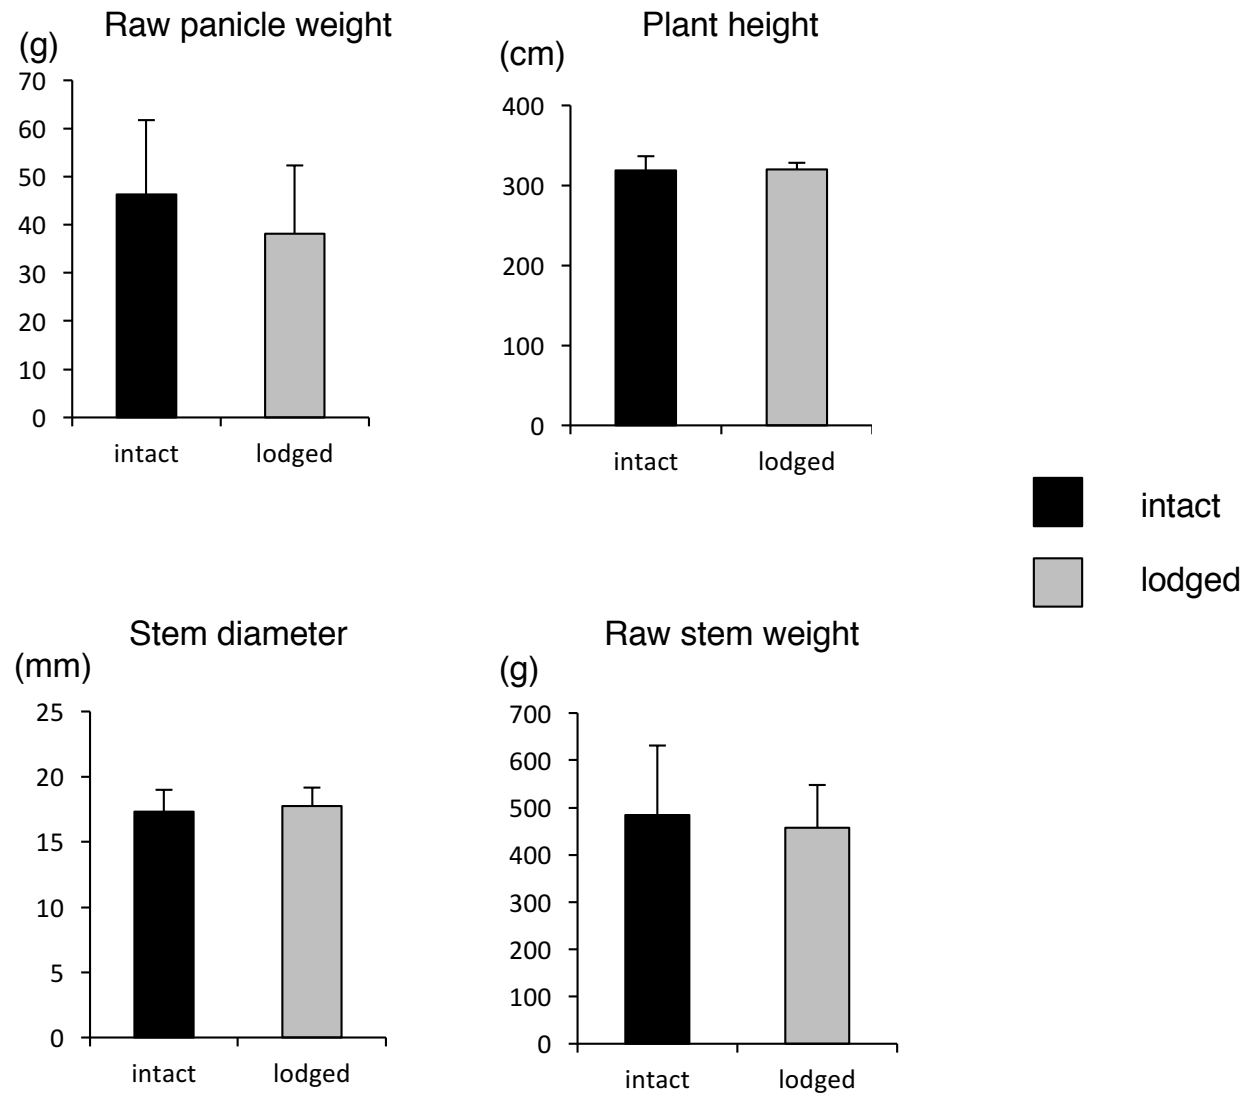 Raw panicle weight
(g)
70
60
50
40
30
20
10
0
intact lodged
Plant height
(cm)
400
300
200
100
0
intact lodged
intact
lodged
Stem diameter
(mm)
25
20
15
10
5
0
intact lodged
Raw stem weight
(g)
700
600
500
400
300
200
100
0
intact lodged